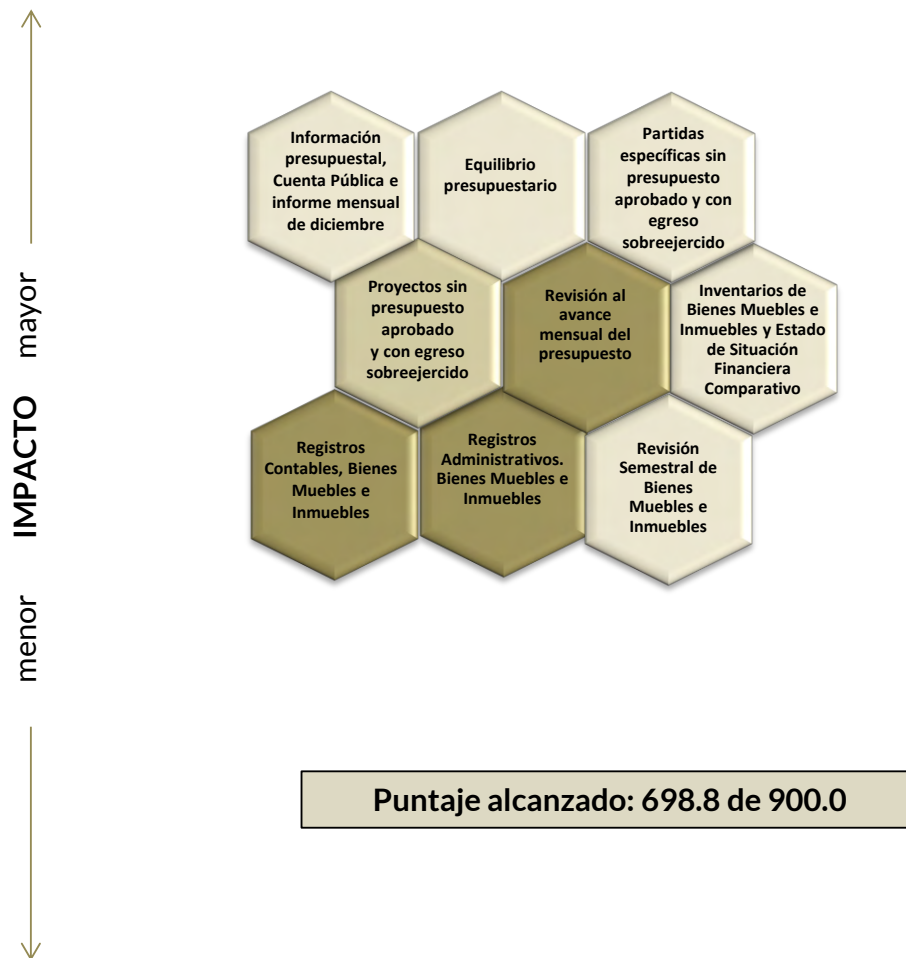 Información
presupuestal,
Cuenta Pública e
informe mensual
de diciembre
Equilibrio
presupuestario
Partidas
específicas sin
presupuesto
aprobado y con
egreso
sobreejercido
Proyectos sin
presupuesto
aprobado
y con egreso
sobreejercido
Revisión al
avance
mensual del
presupuesto
Inventarios de
Bienes Muebles e
Inmuebles y Estado
de Situación
Financiera
Comparativo
Registros
Contables, Bienes
Muebles e
Inmuebles
Registros
Administrativos.
Bienes Muebles e
Inmuebles
Revisión
Semestral de
Bienes
Muebles e
Inmuebles
menor IMPACTO mayor
Puntaje alcanzado: 698.8 de 900.0